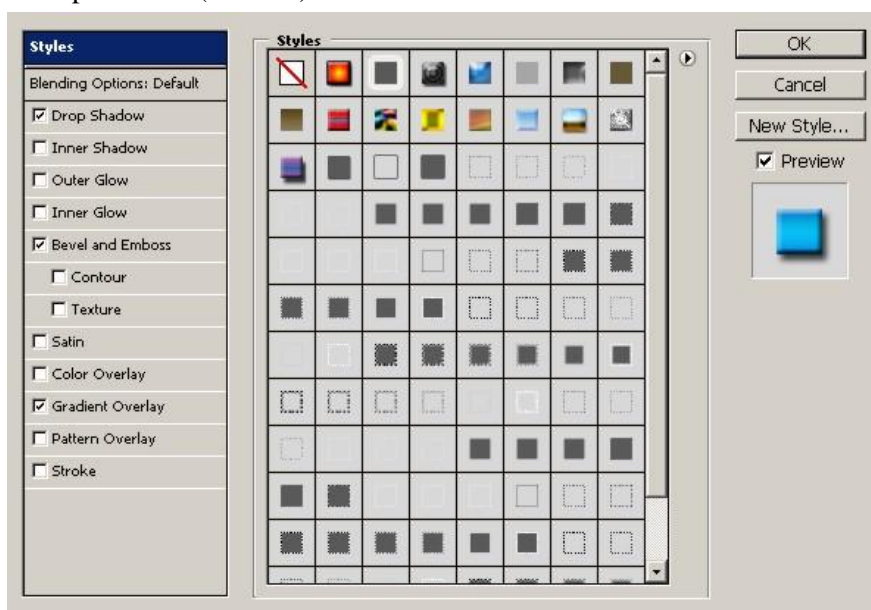 Styles
Blending Options: Default
Drop Shadow
Inner Shadow
Outer Glow
Inner Glow
Bevel and Emboss
Contour
Texture
Satin
Color Overlay
Gradient Overlay
Pattern Overlay
Stroke
Styles
OK
Cancel
New Style...
Preview